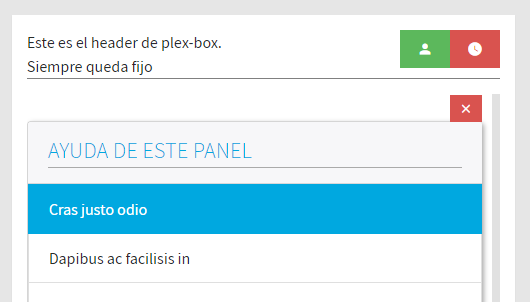 Este es el header de plex-box.
Siempre queda fijo
AYUDA DE ESTE PANEL
Cras justo odio
Dapibus ac facilisis in